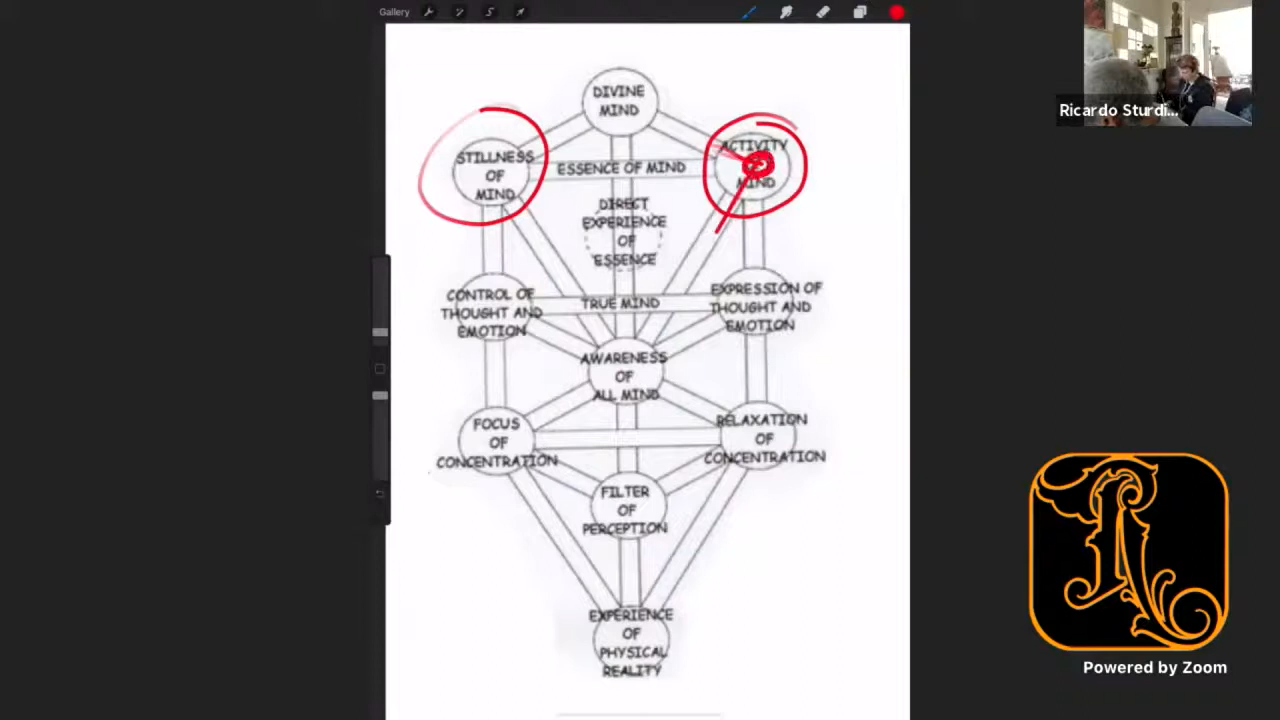 Gallery
DIVINE
MIND
STILLNESS
OF
MIND
ESSENCE OF MIND
ACTIVITY
MIND
DIRECT
EXPERIENCE
OF
ESSENCE
CONTROL OF
THOUGHT AND
EMOTION
TRUE MIND
EXPRESSION OF
THOUGHT AND
EMOTION
AWARENESS
OF
ALL MIND
FOCUS
OF
CONCENTRATION
RELAXATION
OF
CONCENTRATION
FILTER
OF
PERCEPTION
EXPERIENCE
OF
PHYSICAL
REALITY
Ricardo Sturdi...
Powered by Zoom